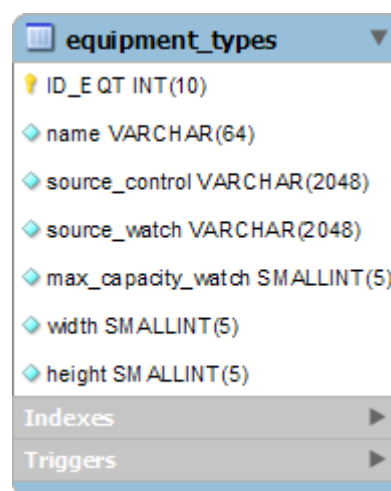 equipment_types
ID_EQT INT(10)
name VARCHAR(64)
source_control VARCHAR(2048)
source_watch VARCHAR(2048)
max_capacity_watch SMALLINT(5)
width SMALLINT(5)
height SMALLINT(5)
Indexes
Triggers